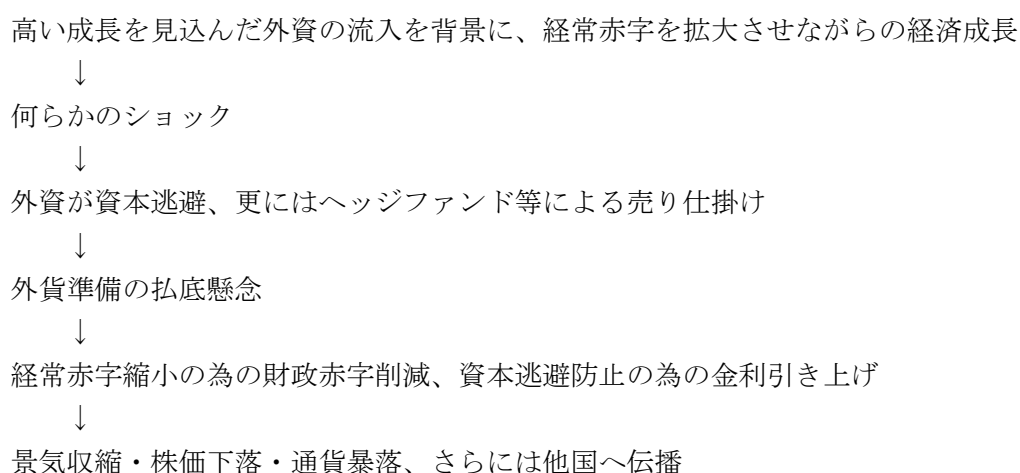 高い成長を見込んだ外資の流入を背景に、経常赤字を拡大させながらの経済成長
↓
何らかのショック
↓
外資が資本逃避、更にはヘッジファンド等による売り仕掛け
↓
外貨準備の払底懸念
↓
経常赤字縮小の為の財政赤字削減、資本逃避防止の為の金利引き上げ
↓
景気収縮・株価下落・通貨暴落、さらには他国へ伝播